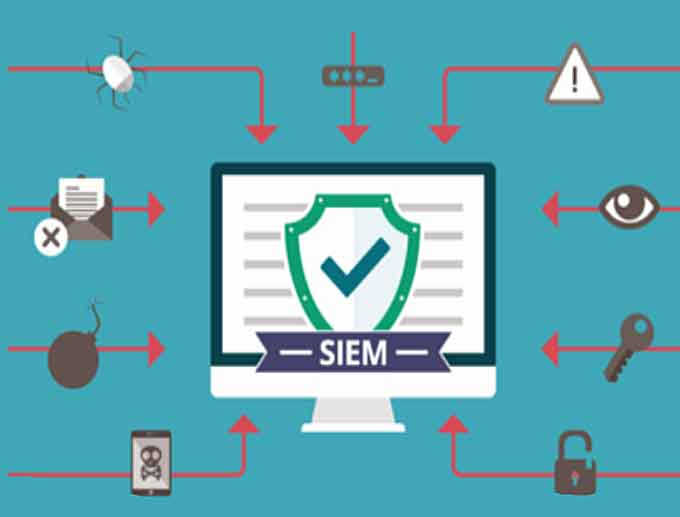 — SIEM —